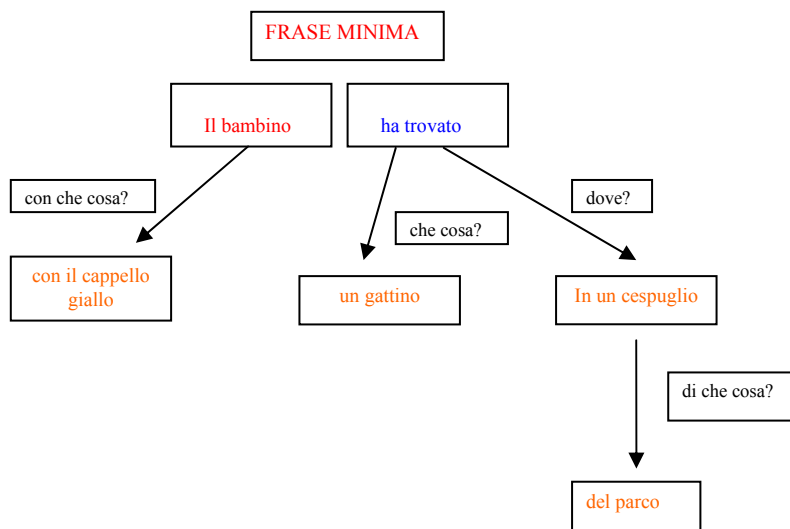 FRASE MINIMA
Il bambino
ha trovato
con che cosa?
che cosa?
dove?
con il cappello
giallo
un gattino
In un cespuglio
di che cosa?
del parco